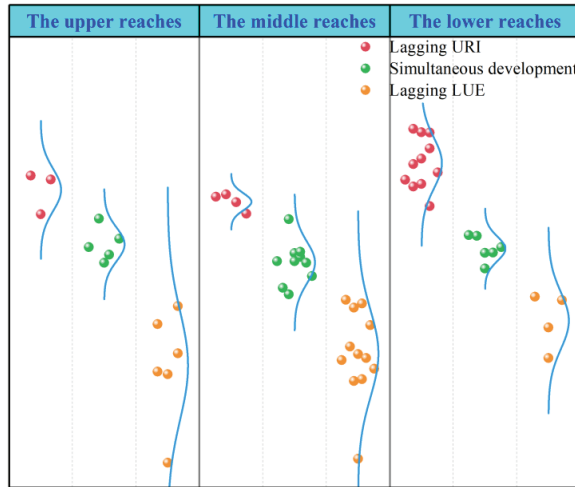 The upper reaches
The middle reaches
The lower reaches
Lagging URI
Simultaneous development
Lagging LUE